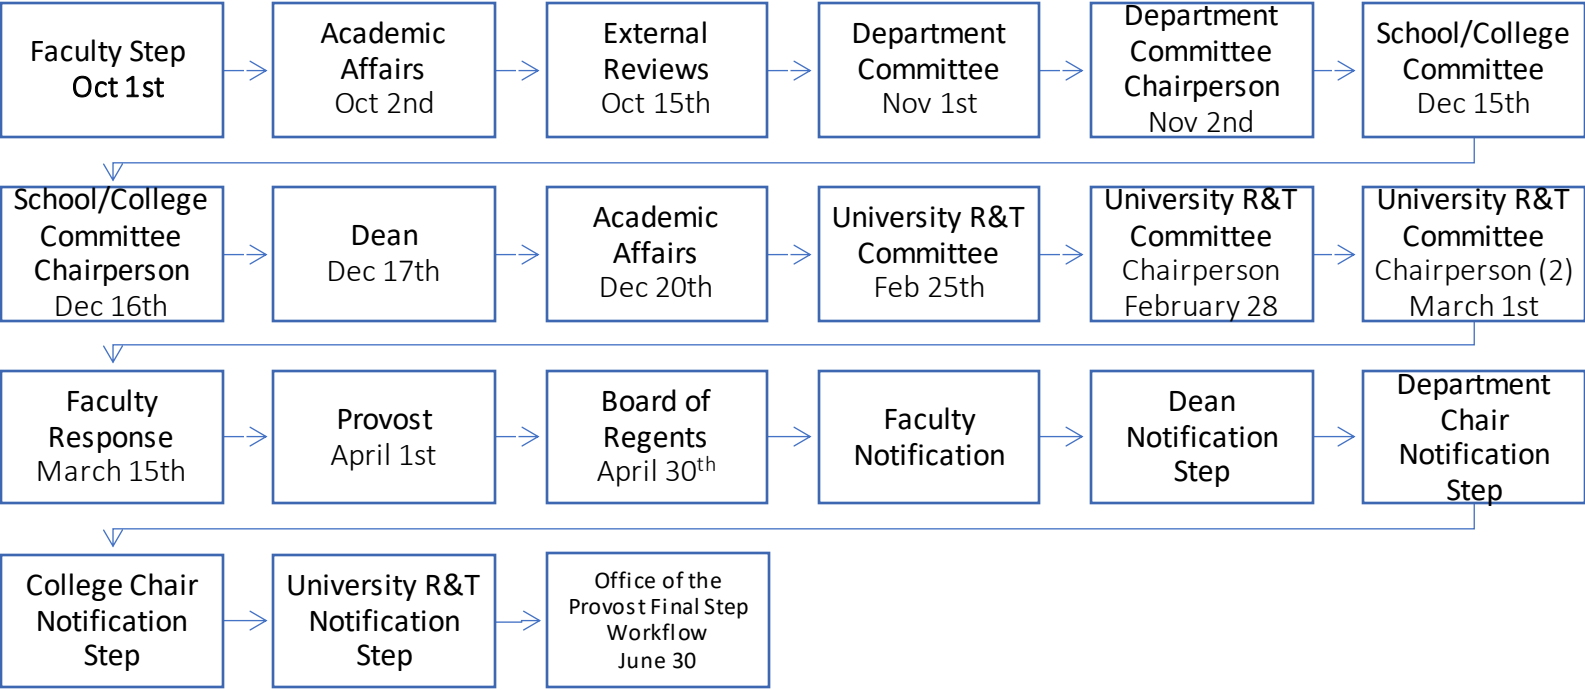 Faculty Step
Oct 1st
Academic
Affairs
Oct 2nd
External
Reviews
Oct 15th
Department
Committee
Nov 1st
Department
Committee
Chairperson
Nov 2nd
School/College
Committee
Dec 15th
School/College
Committee
Chairperson
Dec 16th
Dean
Dec 17th
Academic
Affairs
Dec 20th
University R&T
Committee
Feb 25th
University R&T
Committee
Chairperson
February 28
University R&T
Committee
Chairperson (2)
March 1st
Faculty
Response
March 15th
Provost
April 1st
Board of
Regents
April 30th
Faculty
Notification
Dean
Notification
Step
Department
Chair
Notification
Step
College Chair
Notification
Step
University R&T
Notification
Step
Office of the
Provost Final Step
Workflow
June 30